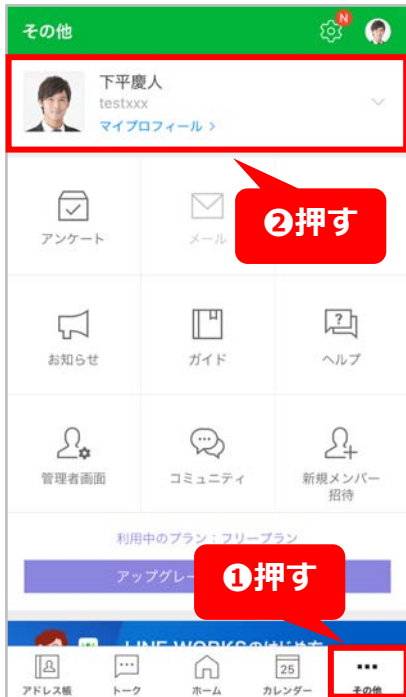 その他
N
下平慶人
testxxx
マイプロフィール >
❷押す
アンケート
メール
お知らせ
ガイド
ヘルプ
?
管理者画面
コミュニティ
新規メンバー
招待
利用中のプラン：フリープラン
❶押す
アップグレー
LINE WORKSのはじめ方
25
アドレス帳
トーク
ホーム
カレンダー
その他